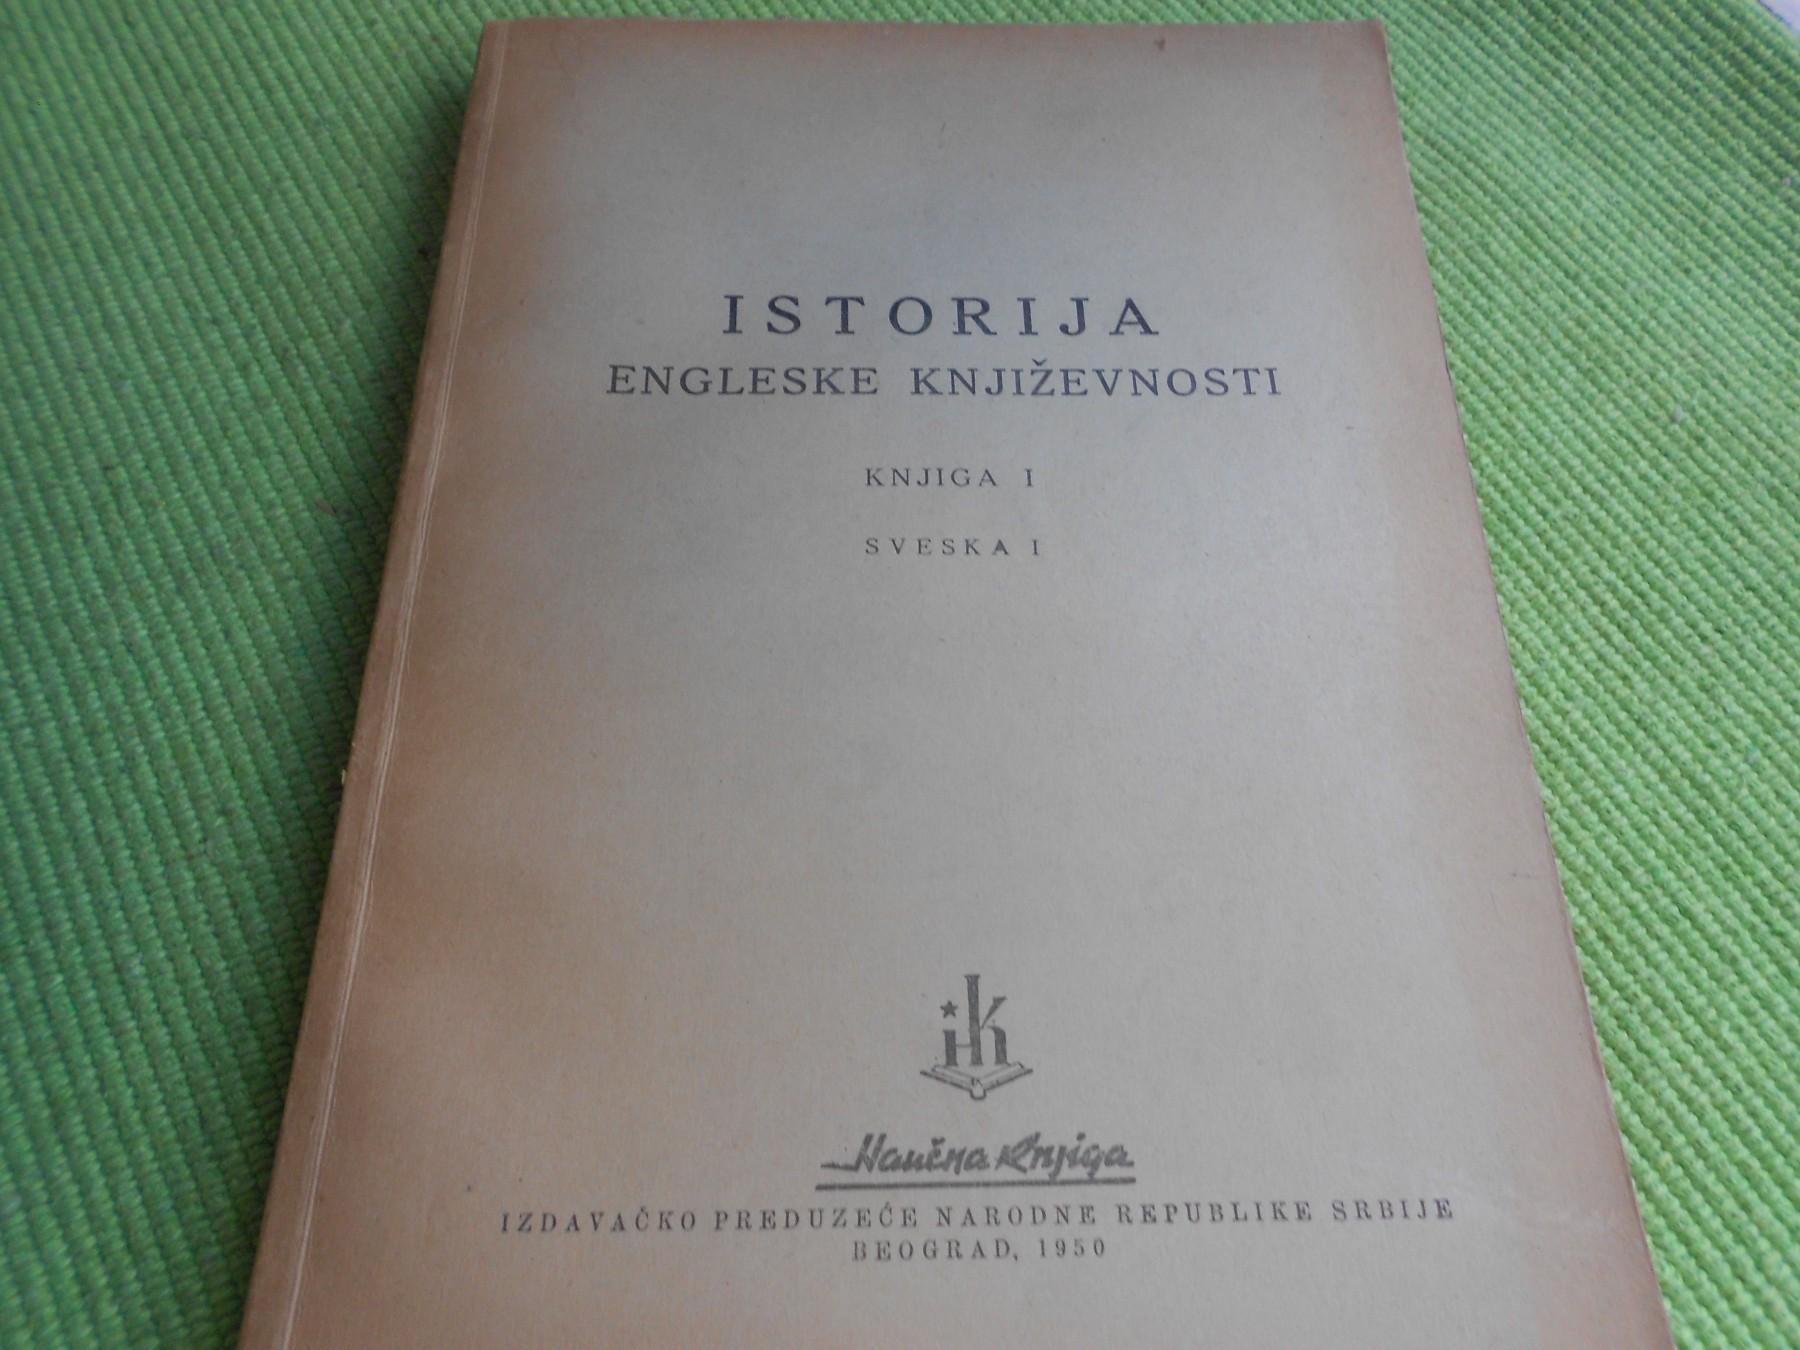 ISTORIJA
ENGLESKE KNJIŽEVNOSTI
KNJIGA I
SVESKA I
Naučna Knjiga
IZDAVAČKO PREDUZEĆE NARODNE REPUBLIKE SRBIJE
BEOGRAD, 1950